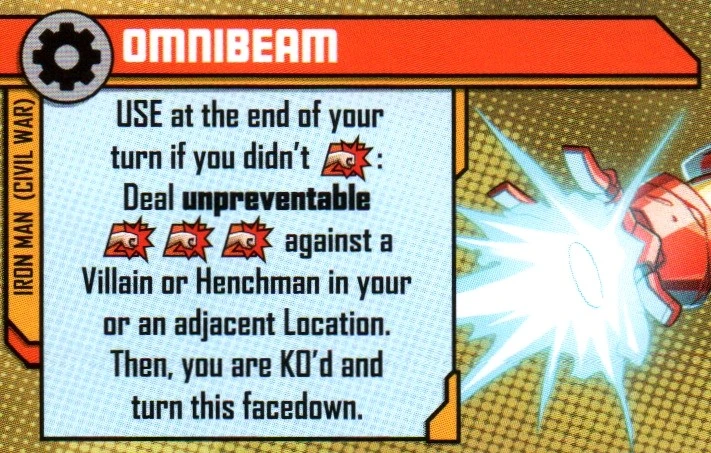 OMNIBEAM
IRON MAN (CIVIL WAR)
USE at the end of your
turn if you didn't :
Deal unpreventable
against a
Villain or Henchman in your
or an adjacent Location.
Then, you are KO'd and
turn this facedown.